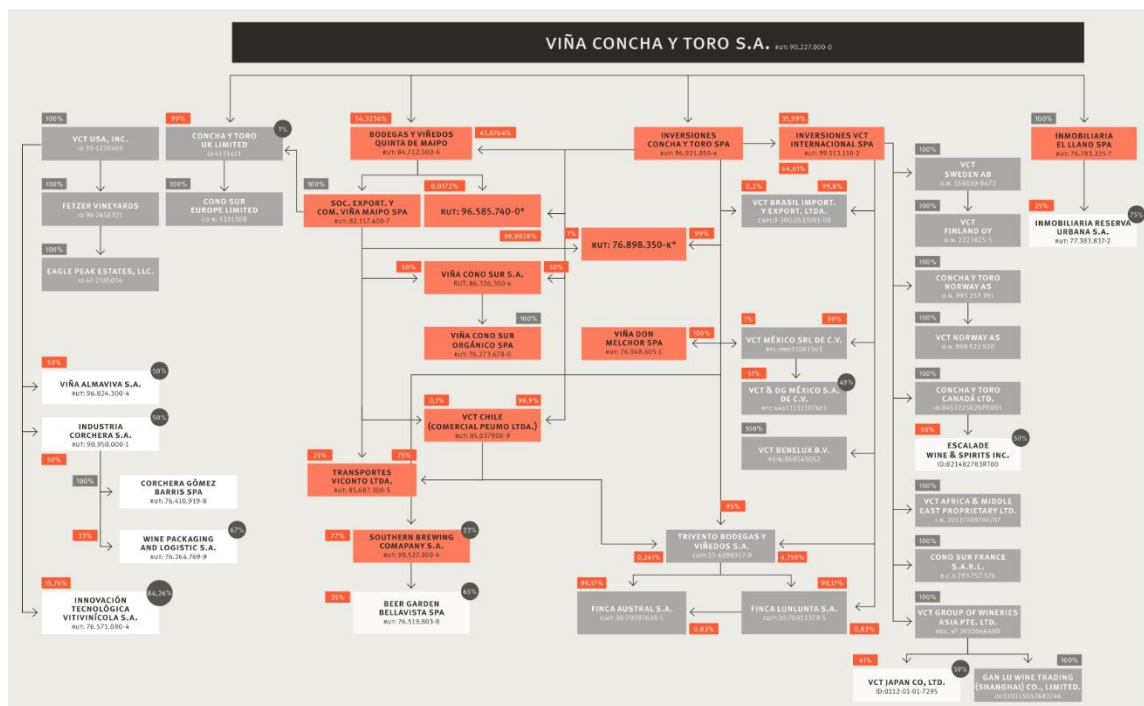 VIÑA CONCHA Y TORO S.A. RUT: 90.227.000-0
100%
VCT USA, INC.
99%
CONCHA Y TORO
UK LIMITED
1%
54,3236%
BODEGAS Y VIÑEDOS
QUINTA DE MAIPO
RUT: 84,712,500-4
45,6764%
INVERSIONES
CONCHA Y TORO SPA
RUT: 96.921.850-K
35,99%
INVERSIONES VCT
INTERNACIONAL SPA
RUT: 99.513.110-2
64,01%
100%
INMOBILIARIA
EL LLANO SPA
RUT: 76.783.225-7
100%
FETZER VINEYARDS
ID 94-2458321
100%
CONO SUR
EUROPE LIMITED
100%
EAGLE PEAK ESTATES, LLC.
ID 47-2185056
100%
SOC. EXPORT. Y
COM. VIÑA MAIPO SPA
RUT: 82.117.400-7
0,0172%
RUT: 96.585.740-0*
99,9828%
1%
RUT: 76.898.350-K*
99%
0,2%
99,8%
VCT BRASIL IMPORT.
Y EXPORT. LTDA.
100%
VCT
SWEDEN AB
O.N. 556059-9473
100%
VCT
FINLAND OY
O.N. 2223825-5
25%
INMOBILIARIA RESERVA
URBANA S.A.
RUT: 77.383.837-2
75%
50%
VIÑA CONO SUR S.A.
RUT: 86,326,300-K
50%
100%
VIÑA CONO SUR
ORGÁNICO SPA
RUT: 76.273.678-0
VIÑA DON
MELCHOR SPA
RUT: 76.048.605-1
100%
1%
99%
VCT MÉXICO SRL DE C.V.
51%
VCT & DG MÉXICO S.A.
DE C.V.
49%
100%
CONCHA Y TORO
NORWAY AS
O.N. 993 253 391
100%
VCT NORWAY AS
O.N. 999 522 920
100%
CONCHA Y TORO
CANADÁ LTD.
50%
ESCALADE
WINE & SPIRITS INC.
ID:821482783RT00
50%
50%
VIÑA ALMAVIVA S.A.
RUT: 96.824.300-4
50%
INDUSTRIA
CORCHERA S.A.
RUT: 90.950.000-1
50%
50%
100%
CORCHERA GÓMEZ
BARRIS SPA
RUT: 76.410.919-8
33%
WINE PACKAGING
AND LOGISTIC S.A.
RUT: 76.264.769-9
67%
15,74%
INNOVACIÓN
TECNOLÓGICA
VITIVINÍCOLA S.A.
RUT: 76.571.080-4
84,26%
0,1%
99,9%
VCT CHILE
(COMERCIAL PEUMO LTDA.)
RUT: 85.037900-9
25%
75%
TRANSPORTES
VICONTO LTDA.
RUT: 85.687.300-5
77%
SOUTHERN BREWING
COMAPANY S.A.
RUT: 99.527.300-4
23%
35%
BEER GARDEN
BELLAVISTA SPA
RUT: 76.519.803-8
65%
100%
VCT BENELUX B.V.
95%
TRIVENTO BODEGAS Y
VIÑEDOS S.A.
0,241%
4,759%
99,17%
FINCA AUSTRAL S.A.
0,83%
99,17%
FINCA LUNLUNTA S.A.
0,83%
100%
VCT AFRICA & MIDDLE
EAST PROPRIETARY LTD.
100%
CONO SUR FRANCE
S.A.R.L.
100%
VCT GROUP OF WINERIES
ASIA PTE. LTD.
41%
VCT JAPAN CO, LTD.
ID:0112-01-01-7295
59%
100%
GAN LU WINE TRADING
(SHANGHAI) CO., LIMITED.